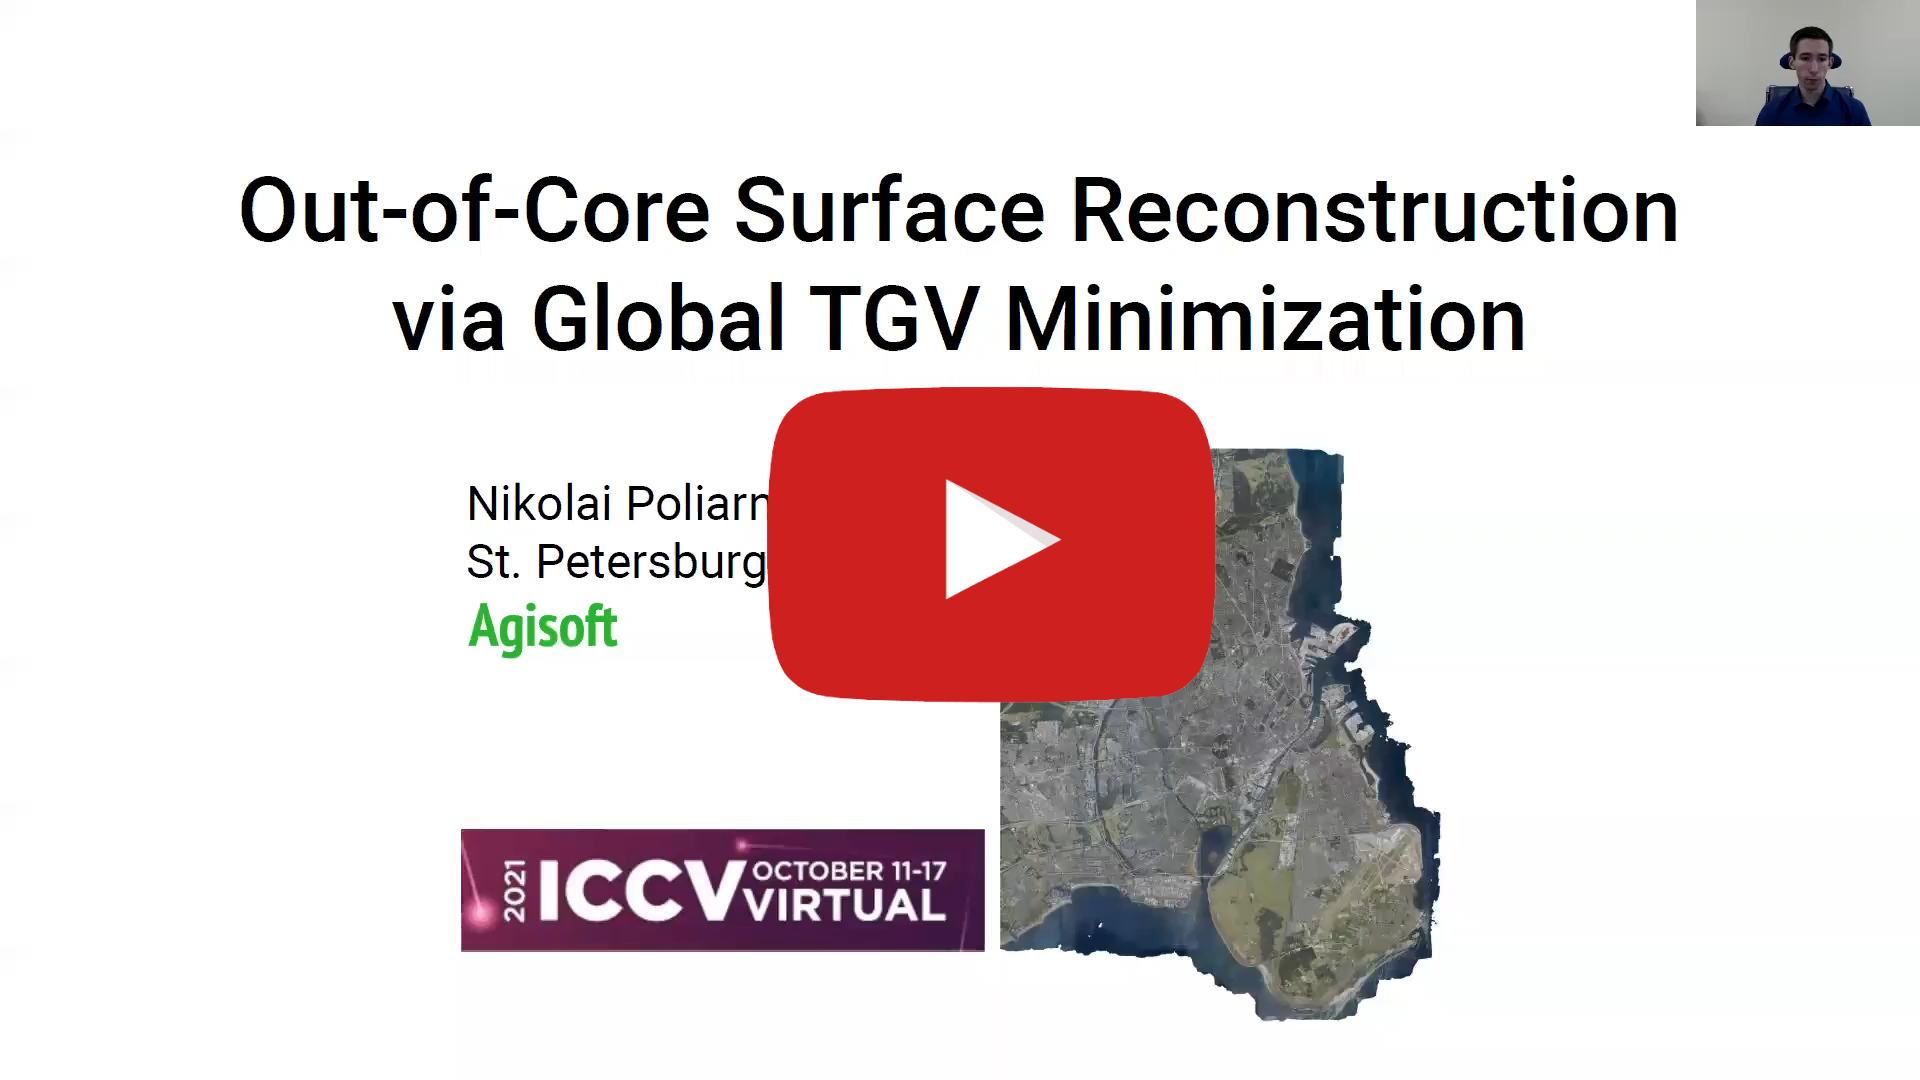 Out-of-Core Surface Reconstruction
via Global TGV Minimization
Nikolai
St. Petersburg
Agisoft
2021 ICCV OCTOBER 11-17
VIRTUAL